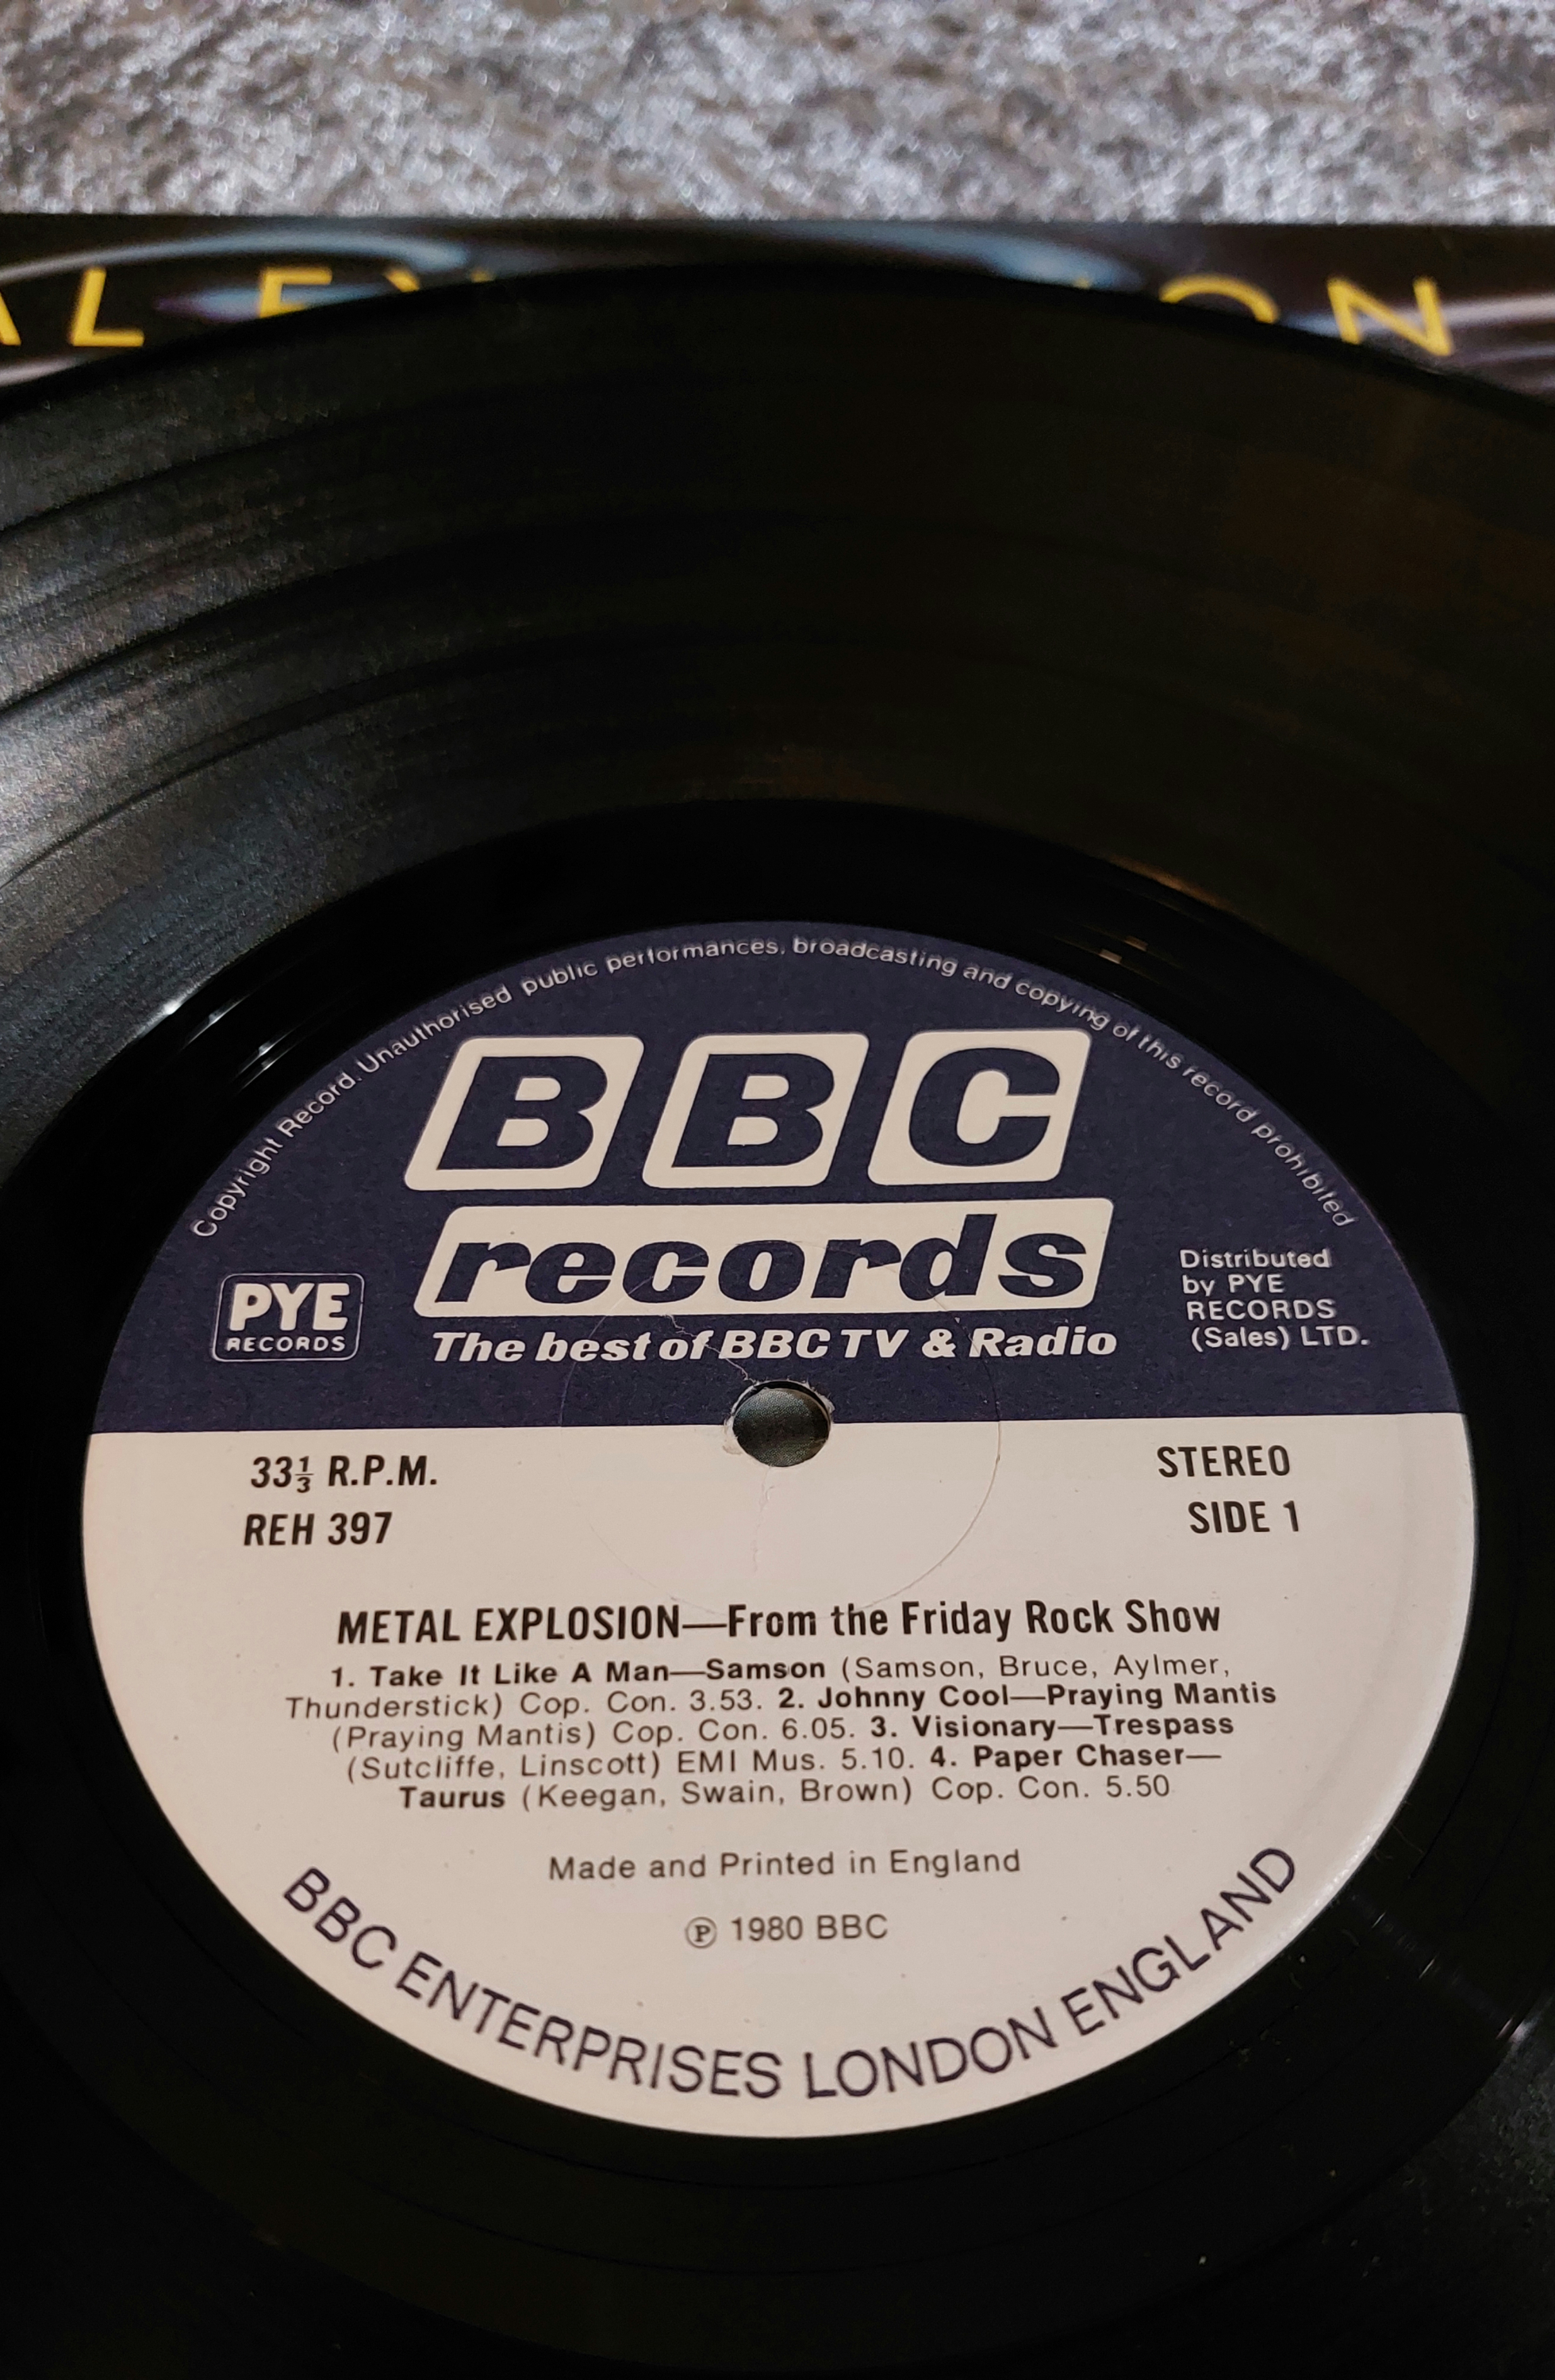 AL EX ION
Copyright Record. Unauthorised public performances, broadcasting and copying of this record prohibited
BBC
records
The best of BBC TV & Radio
PYE
RECORDS
Distributed
by PYE
RECORDS
(Sales) LTD.
33⅓ R.P.M.
REH 397
STEREO
SIDE 1
METAL EXPLOSION—From the Friday Rock Show
1. Take It Like A Man—Samson (Samson, Bruce, Aylmer,
Thunderstick) Cop. Con. 3.53. 2. Johnny Cool—Praying Mantis
(Praying Mantis) Cop. Con. 6.05. 3. Visionary—Trespass
(Sutcliffe, Linscott) EMI Mus. 5.10. 4. Paper Chaser—
Taurus (Keegan, Swain, Brown) Cop. Con. 5.50
Made and Printed in England
℗ 1980 BBC
BBC ENTERPRISES LONDON ENGLAND